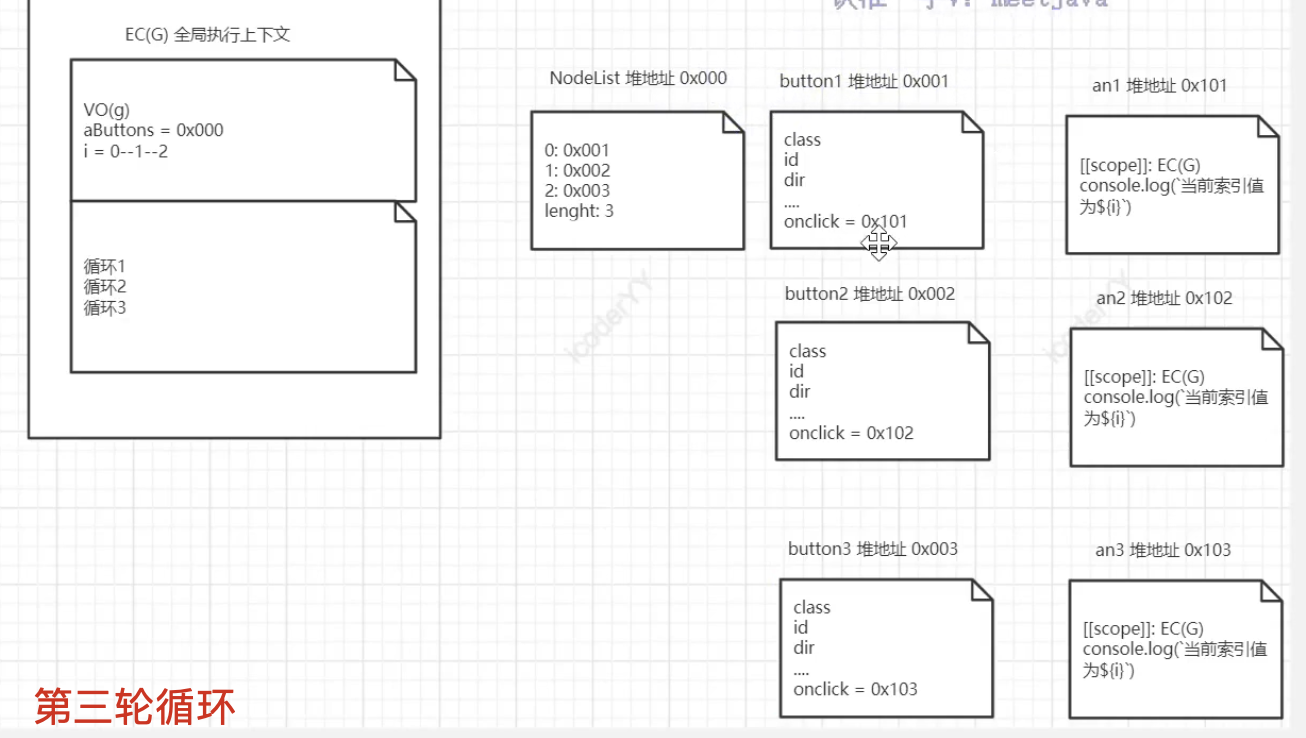 EC(G) 全局执行上下文
VO(g)
aButtons = 0x000
i = 0--1--2
循环1
循环2
循环3
NodeList 堆地址 0x000
0: 0x001
1: 0x002
2: 0x003
lenght: 3
button1 堆地址 0x001
class
id
dir
....
onclick = 0x101
an1 堆地址 0x101
[[scope]]: EC(G)
console.log(`当前索引值
为${i}`)
button2 堆地址 0x002
class
id
dir
....
onclick = 0x102
an2 堆地址 0x102
[[scope]]: EC(G)
console.log(`当前索引值
为${i}`)
button3 堆地址 0x003
class
id
dir
....
onclick = 0x103
an3 堆地址 0x103
[[scope]]: EC(G)
console.log(`当前索引值
为${i}`)
第三轮循环
icoderYY